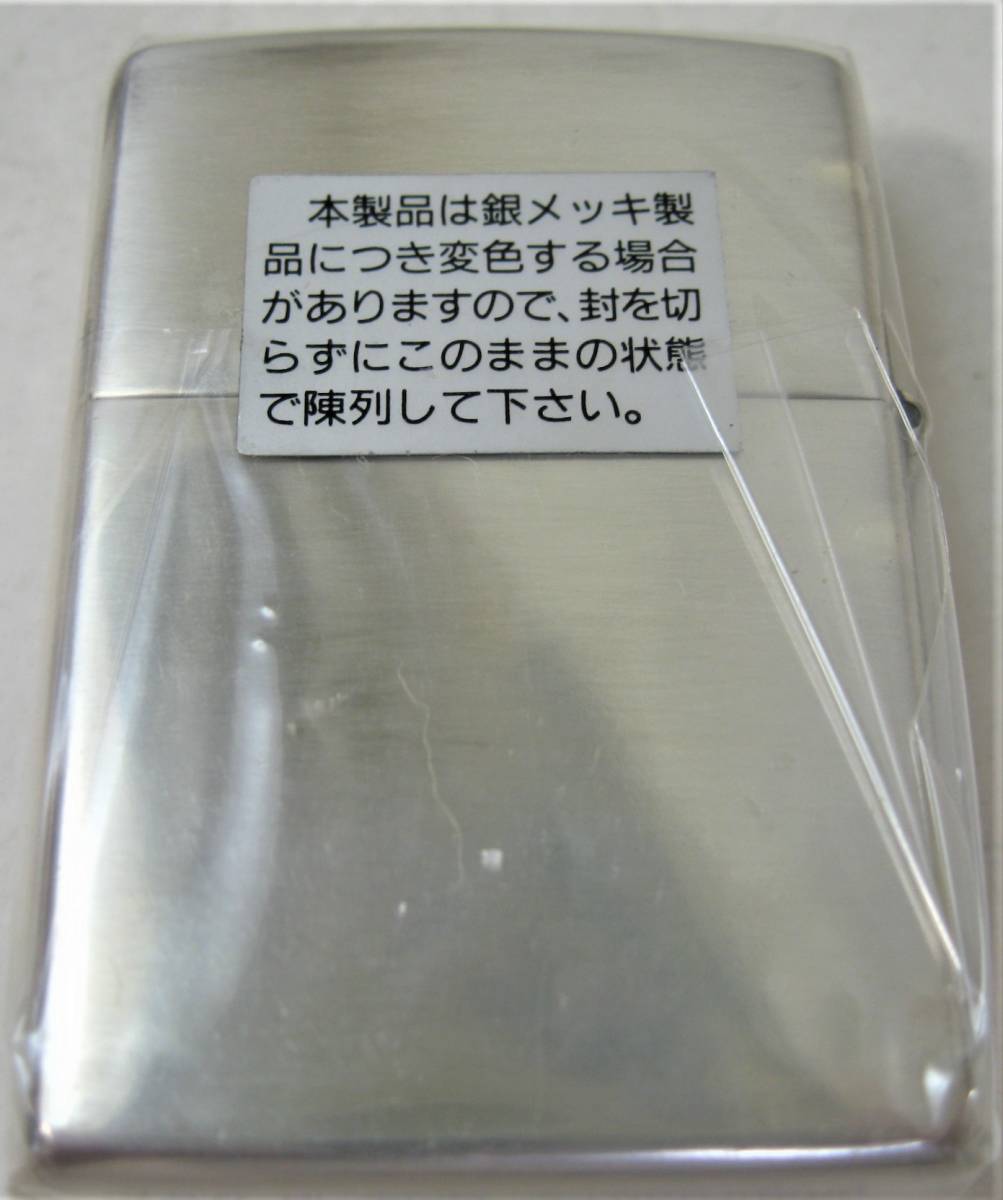 本製品は銀メッキ製
品につき変色する場合
がありますので、封を切
らずにこのままの状態
で陳列して下さい。